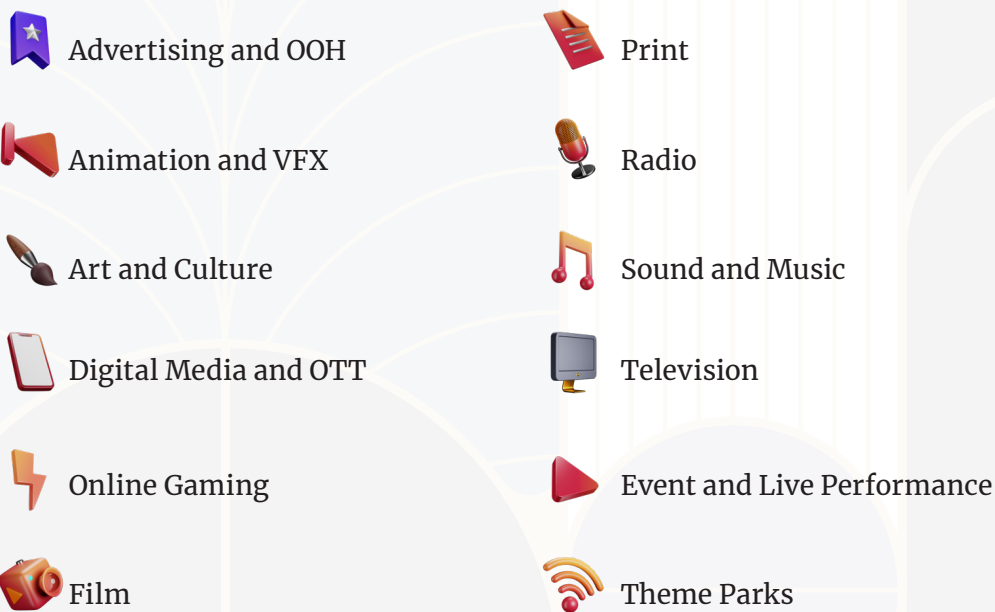 Advertising and OOH
Animation and VFX
Art and Culture
Digital Media and OTT
Online Gaming
Film
Print
Radio
Sound and Music
Television
Event and Live Performance
Theme Parks